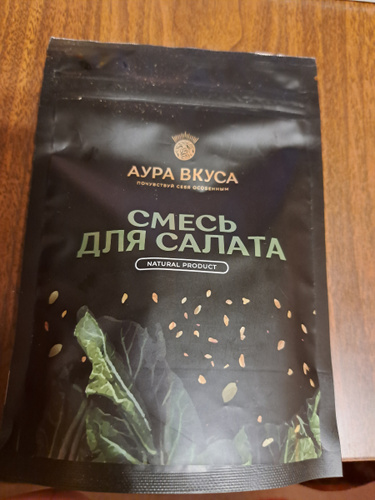 АУРА ВКУСА
ПОЧУВСТВУЙ СЕБЯ ОСОБЕННЫМ
СМЕСЬ
ДЛЯ САЛАТА
NATURAL PRODUCT